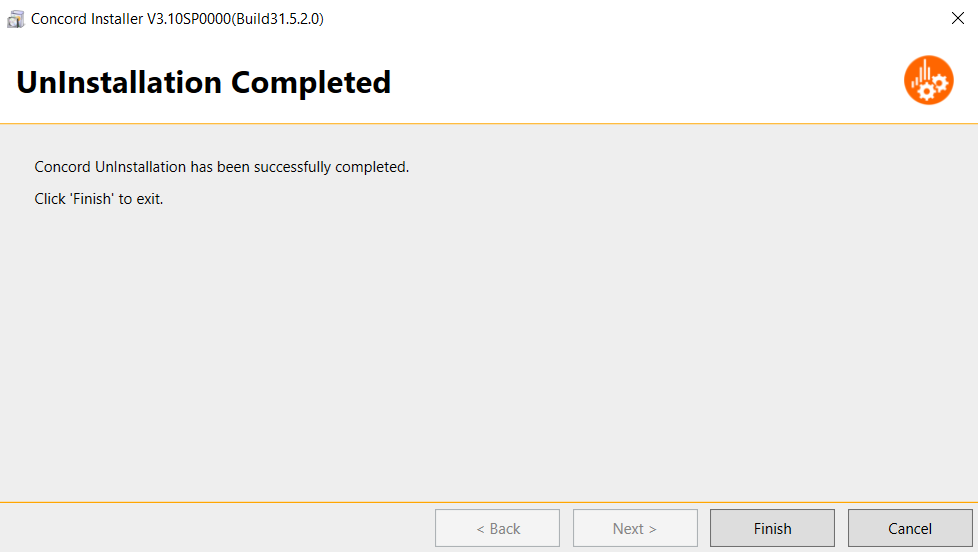 Concord Installer V3.10SP0000(Build31.5.2.0)
UnInstallation Completed
Concord UnInstallation has been successfully completed.
Click 'Finish' to exit.
< Back
Next >
Finish
Cancel